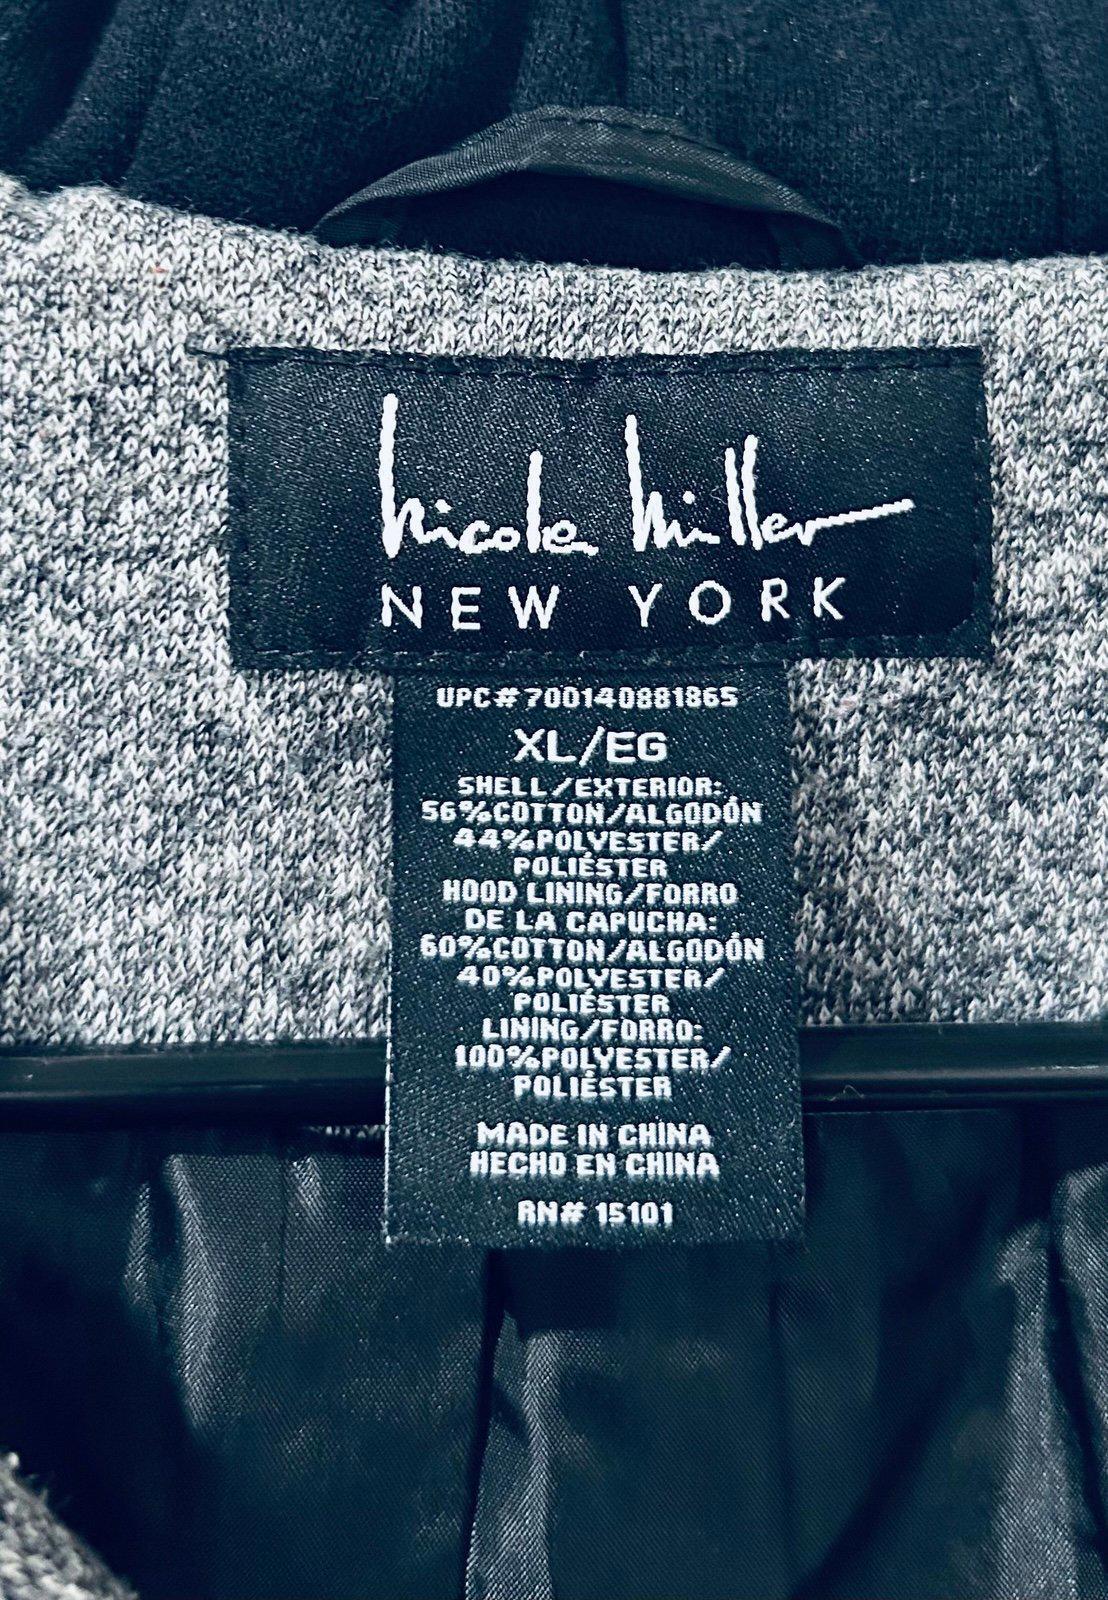 Nicole Miller
NEW YORK
UPC# 700140881865
XL/EG
SHELL/EXTERIOR:
56%COTTON/ALGODÓN
44%POLYESTER/
POLIÉSTER
HOOD LINING/FORRO
DE LA CAPUCHA:
60%COTTON/ALGODÓN
40%POLYESTER/
POLIÉSTER
LINING/FORRO:
100%POLYESTER/
POLIÉSTER
MADE IN CHINA
HECHO EN CHINA
RN# 15101